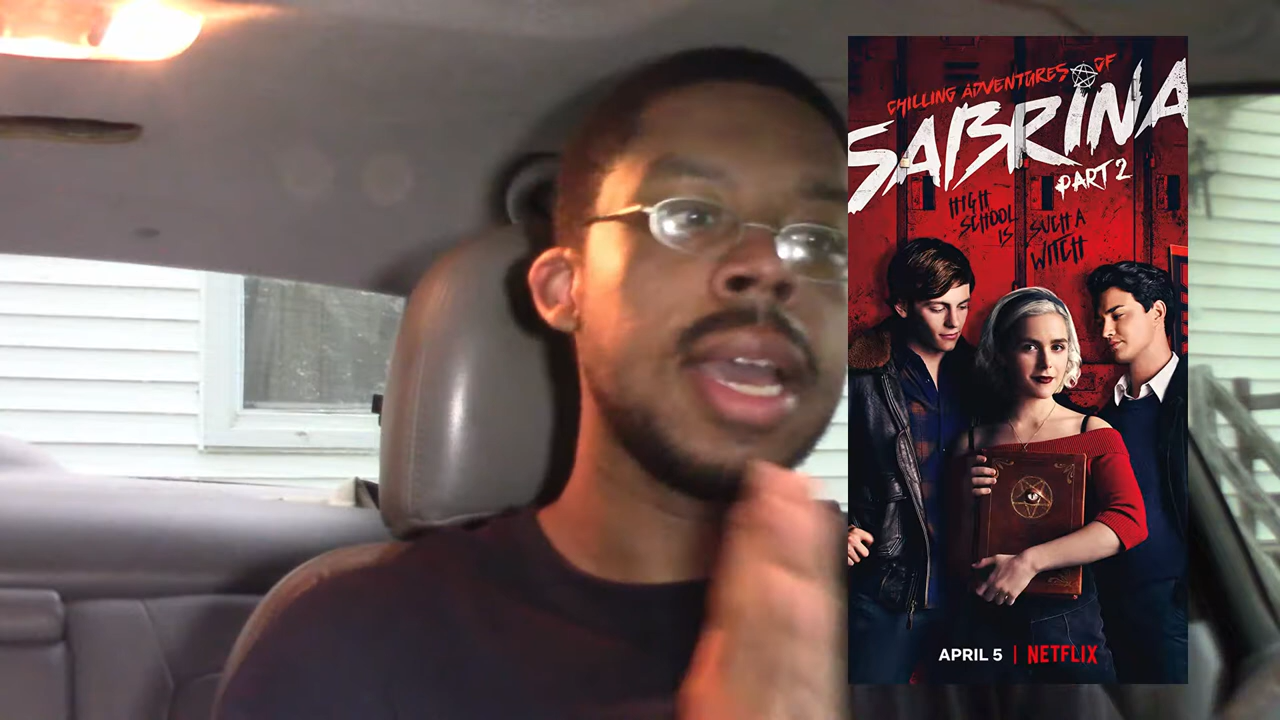 CHILLING ADVENTURES OF
SABRINA
PART 2
HIGH SCHOOL IS
SUCH A WITCH
APRIL 5 | NETFLIX